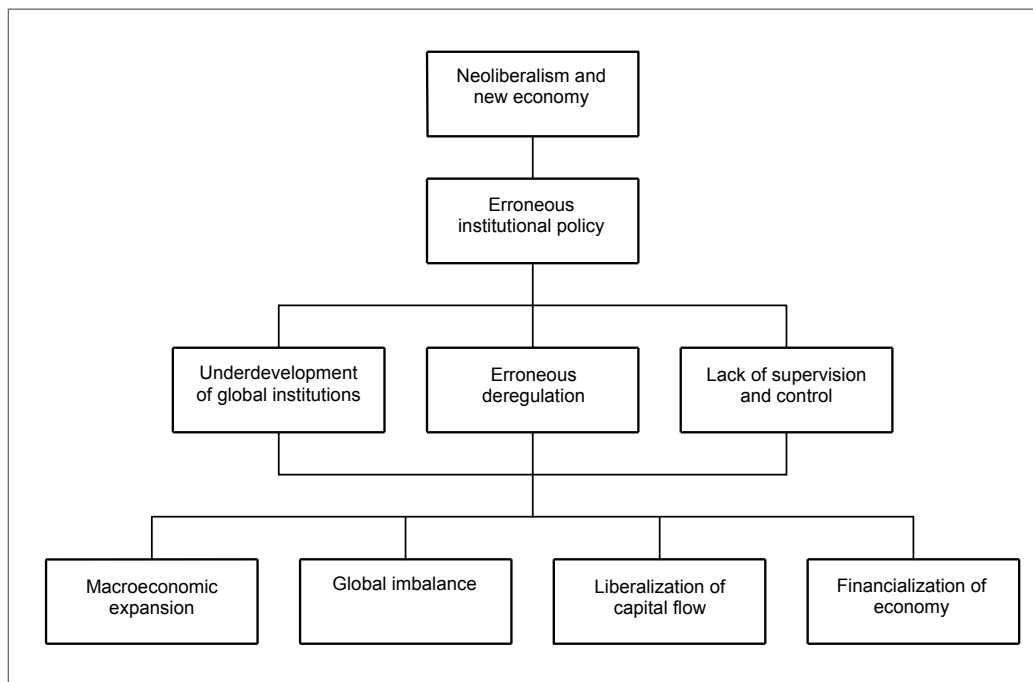 Neoliberalism and
new economy
Erroneous
institutional policy
Underdevelopment
of global institutions
Erroneous
deregulation
Lack of supervision
and control
Macroeconomic
expansion
Global imbalance
Liberalization of
capital flow
Financialization of
economy